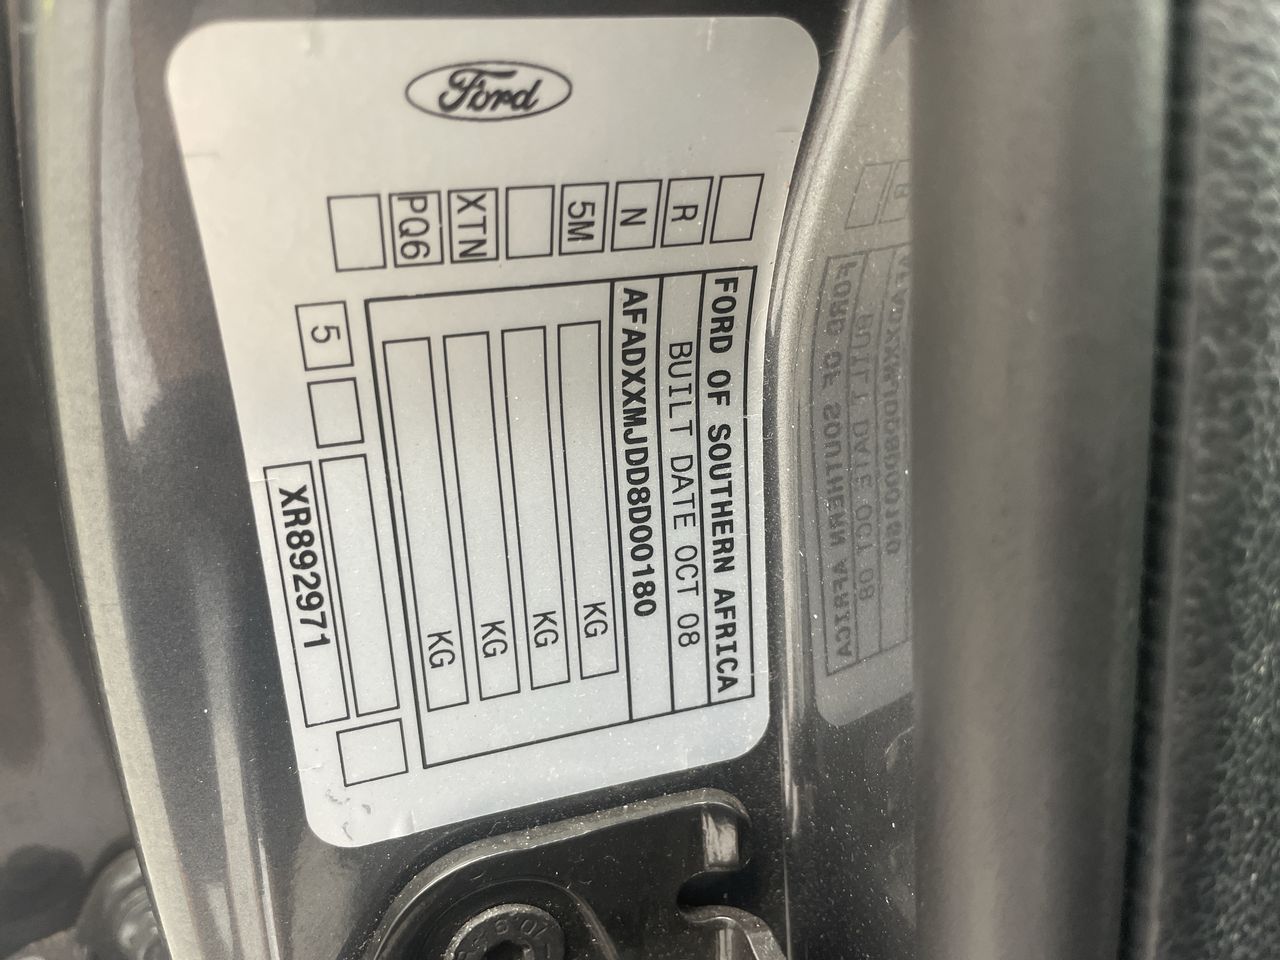 Ford
R
N
5M
XTN
PQ6
FORD OF SOUTHERN AFRICA
BUILT DATE OCT 08
AFADXXMJDD8D00180
KG
KG
KG
KG
5
XR892971